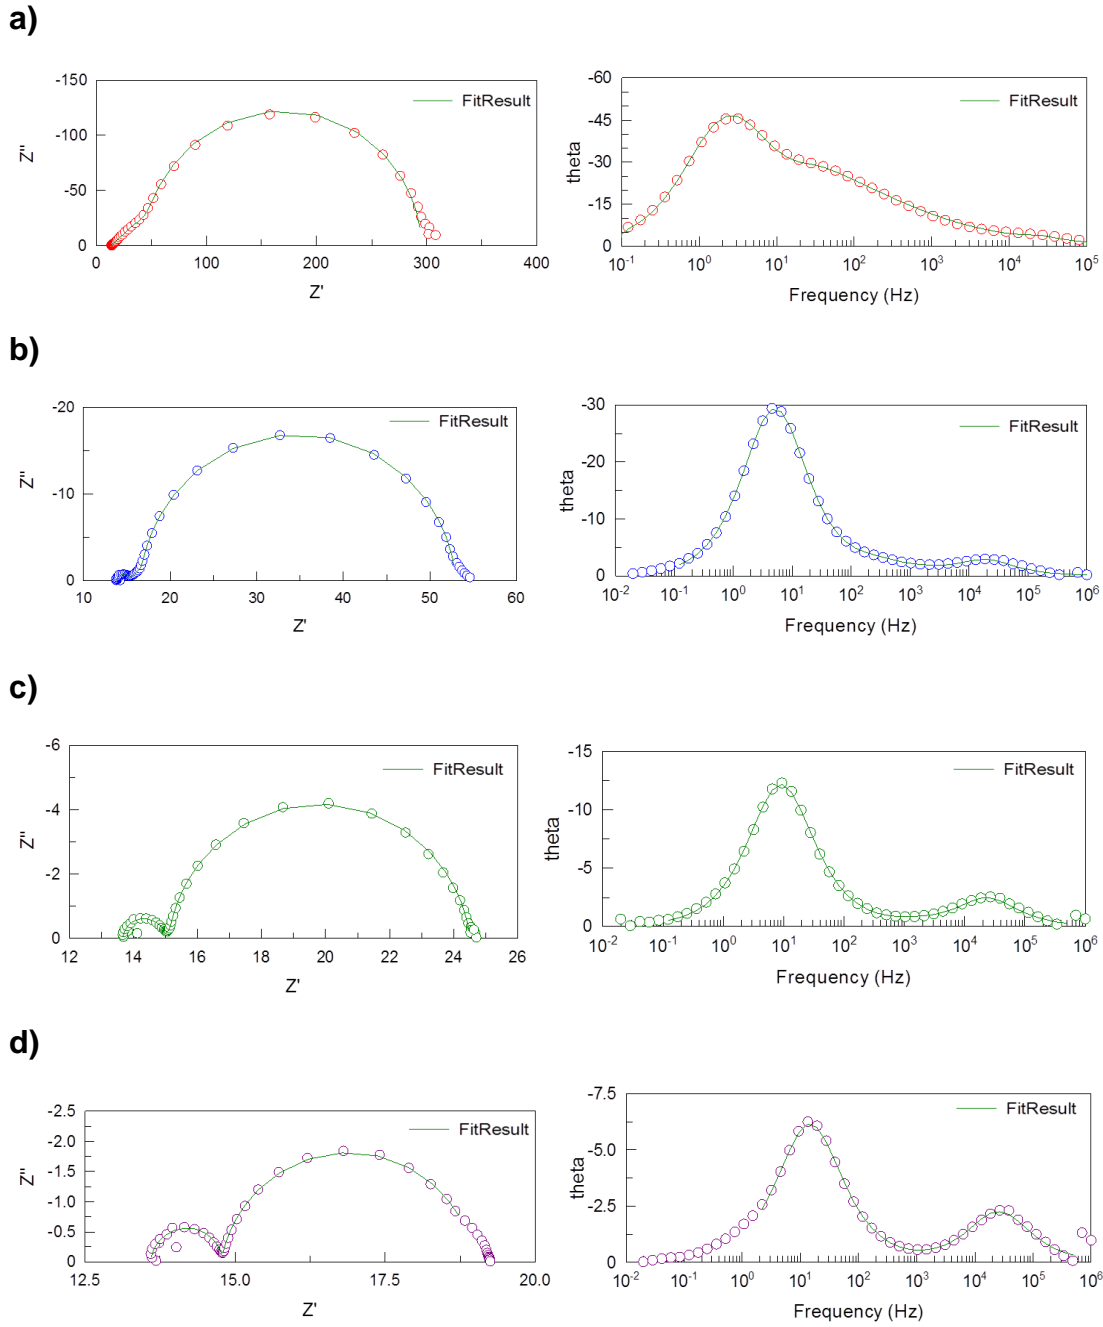 a)
-150
-100
-50
0
Z''
FitResult
0 100 200 300 400
Z'
-60
-45
-30
-15
0
theta
FitResult
10-1 100 101 102 103 104 105
Frequency (Hz)
b)
-20
-10
0
Z''
FitResult
10 20 30 40 50 60
Z'
-30
-20
-10
0
theta
FitResult
10-2 10-1 100 101 102 103 104 105 106
Frequency (Hz)
c)
-6
-4
-2
0
Z''
FitResult
12 14 16 18 20 22 24 26
Z'
-15
-10
-5
0
theta
FitResult
10-2 10-1 100 101 102 103 104 105 106
Frequency (Hz)
d)
-2.5
-2.0
-1.5
-1.0
-0.5
0
Z''
FitResult
12.5 15.0 17.5 20.0
Z'
-7.5
-5.0
-2.5
0
theta
FitResult
10-2 10-1 100 101 102 103 104 105 106
Frequency (Hz)